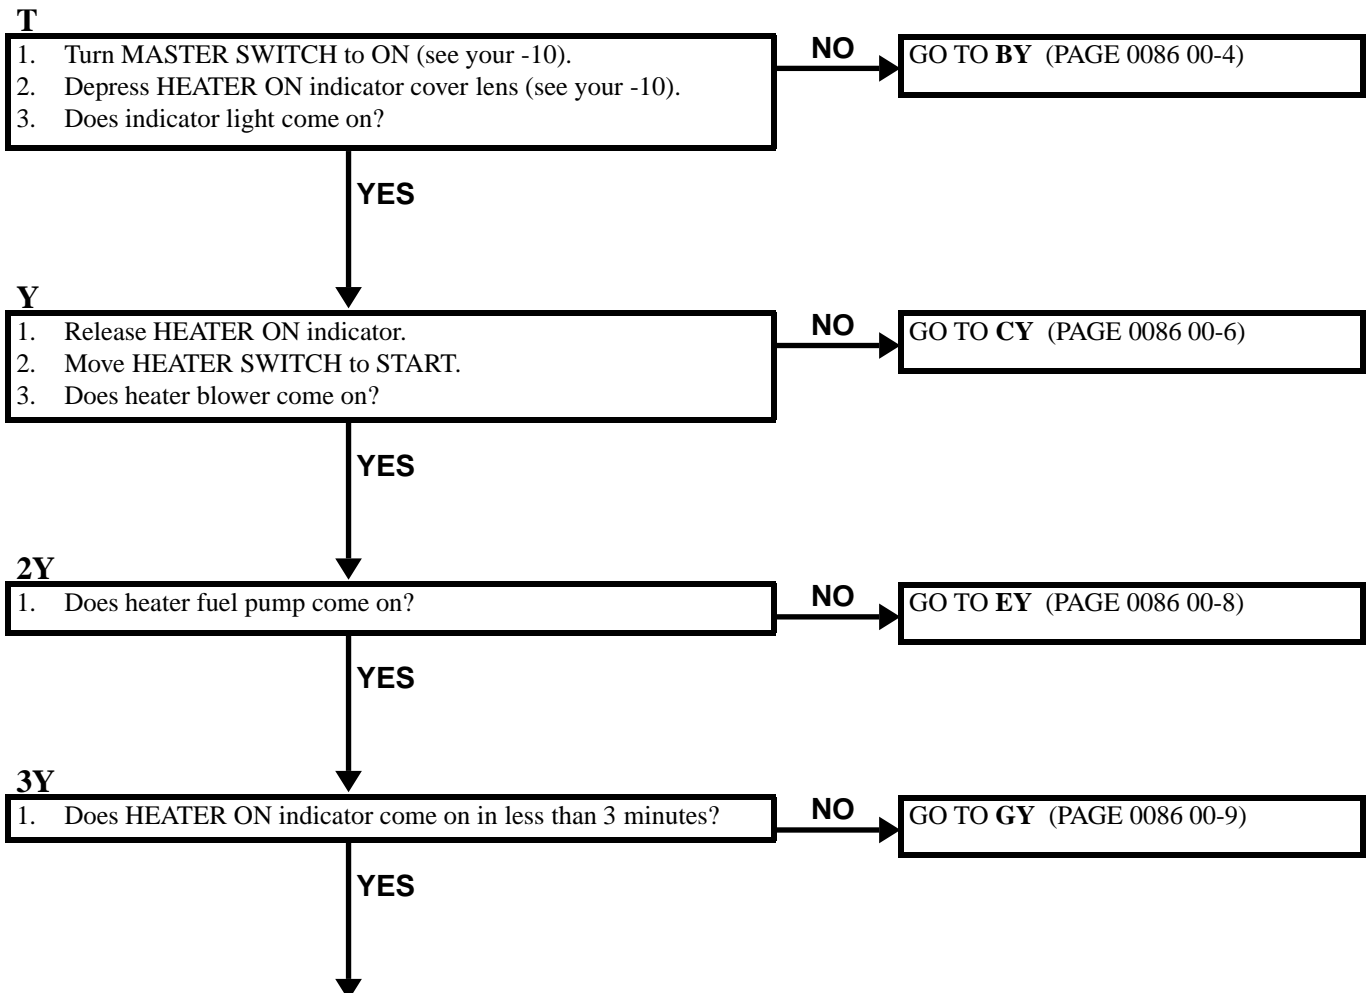 T
1. Turn MASTER SWITCH to ON (see your -10).
2. Depress HEATER ON indicator cover lens (see your -10).
3. Does indicator light come on?
NO
GO TO BY (PAGE 0086 00-4)
YES
Y
1. Release HEATER ON indicator.
2. Move HEATER SWITCH to START.
3. Does heater blower come on?
NO
GO TO CY (PAGE 0086 00-6)
YES
2Y
1. Does heater fuel pump come on?
NO
GO TO EY (PAGE 0086 00-8)
YES
3Y
1. Does HEATER ON indicator come on in less than 3 minutes?
NO
GO TO GY (PAGE 0086 00-9)
YES